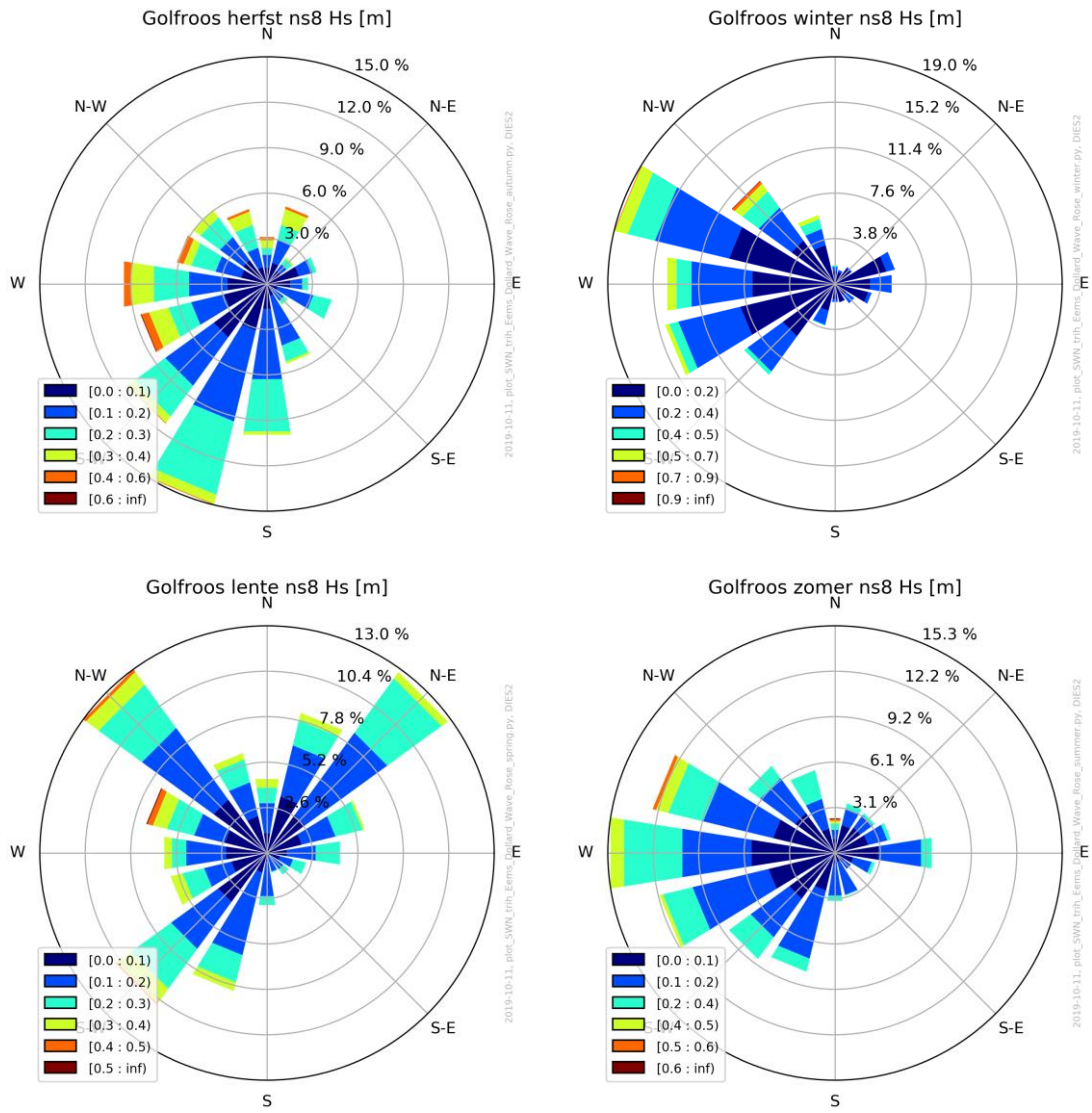 Golfroos herfst ns8 Hs [m]
N
N-E
E
S-E
S
S-W
W
N-W
15.0 %
12.0 %
9.0 %
6.0 %
3.0 %
[0.0 : 0.1)
[0.1 : 0.2)
[0.2 : 0.3)
[0.3 : 0.4)
[0.4 : 0.6)
[0.6 : inf)
2019-10-11, plot_SWN_trih_Eems_Dollard_Wave_Rose_autumn.py, DIES2
Golfroos winter ns8 Hs [m]
N
N-E
E
S-E
S
S-W
W
N-W
19.0 %
15.2 %
11.4 %
7.6 %
3.8 %
[0.0 : 0.2)
[0.2 : 0.4)
[0.4 : 0.5)
[0.5 : 0.7)
[0.7 : 0.9)
[0.9 : inf)
2019-10-11, plot_SWN_trih_Eems_Dollard_Wave_Rose_winter.py, DIES2
Golfroos lente ns8 Hs [m]
N
N-E
E
S-E
S
S-W
W
N-W
13.0 %
10.4 %
7.8 %
5.2 %
2.6 %
[0.0 : 0.1)
[0.1 : 0.2)
[0.2 : 0.3)
[0.3 : 0.4)
[0.4 : 0.5)
[0.5 : inf)
2019-10-11, plot_SWN_trih_Eems_Dollard_Wave_Rose_spring.py, DIES2
Golfroos zomer ns8 Hs [m]
N
N-E
E
S-E
S
S-W
W
N-W
15.3 %
12.2 %
9.2 %
6.1 %
3.1 %
[0.0 : 0.1)
[0.1 : 0.2)
[0.2 : 0.4)
[0.4 : 0.5)
[0.5 : 0.6)
[0.6 : inf)
2019-10-11, plot_SWN_trih_Eems_Dollard_Wave_Rose_summer.py, DIES2